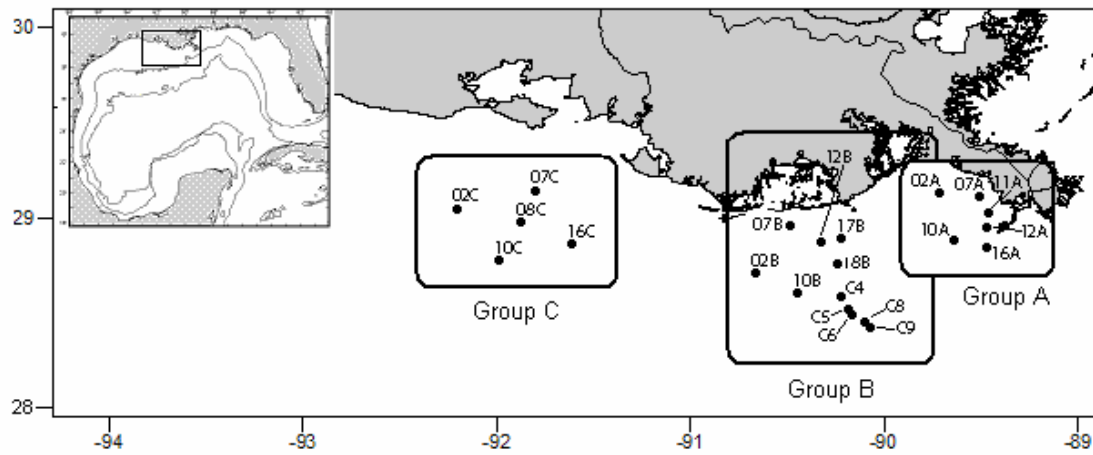 30
29
28
-94
-93
-92
-91
-90
-89
02C
07C
08C
10C
16C
Group C
12B
07B
17B
02B
18B
10B
C4
C5
C6
C8
C9
Group B
02A
07A
11A
10A
12A
16A
Group A